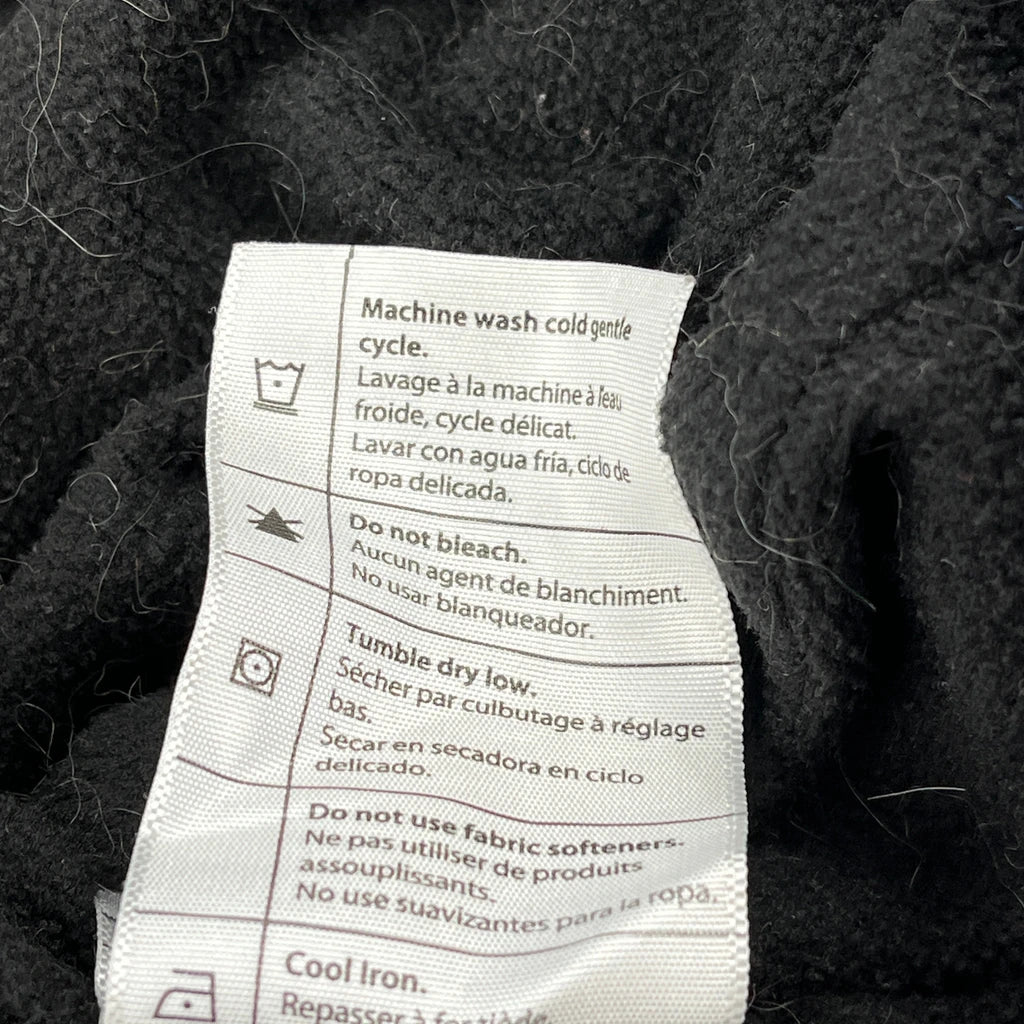 Machine wash cold gentle
cycle.
Lavage à la machine à l'eau
froide, cycle délicat.
Lavar con agua fría, ciclo de
ropa delicada.
Do not bleach.
Aucun agent de blanchiment.
No usar blanqueador.
Tumble dry low.
Sécher par culbutage à réglage
bas.
Secar en secadora en ciclo
delicado.
Do not use fabric softeners.
Ne pas utiliser de produits
assouplissants.
No use suavizantes para la ropa.
Cool Iron.
Repasser à fer tiède.